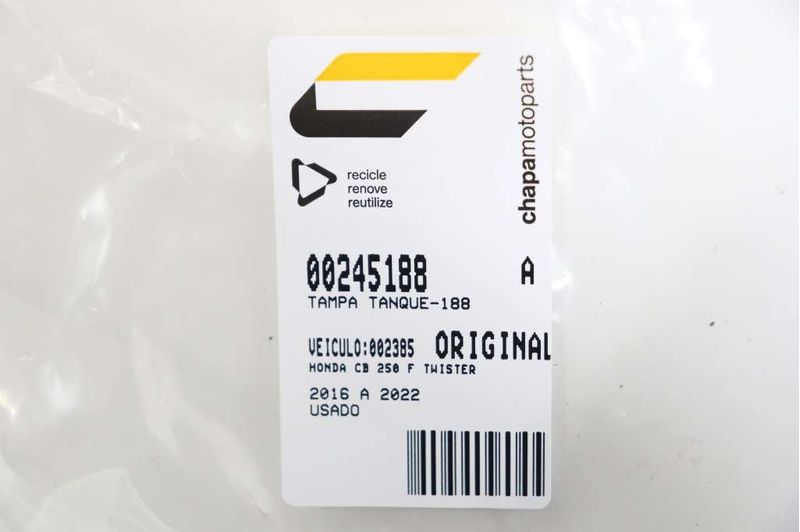 chapamotoparts
recicle
renove
reutilize
00245188 A
TAMPA TANQUE-188
VEICULO:002385 ORIGINAL
HONDA CB 250 F TWISTER
2016 A 2022
USADO